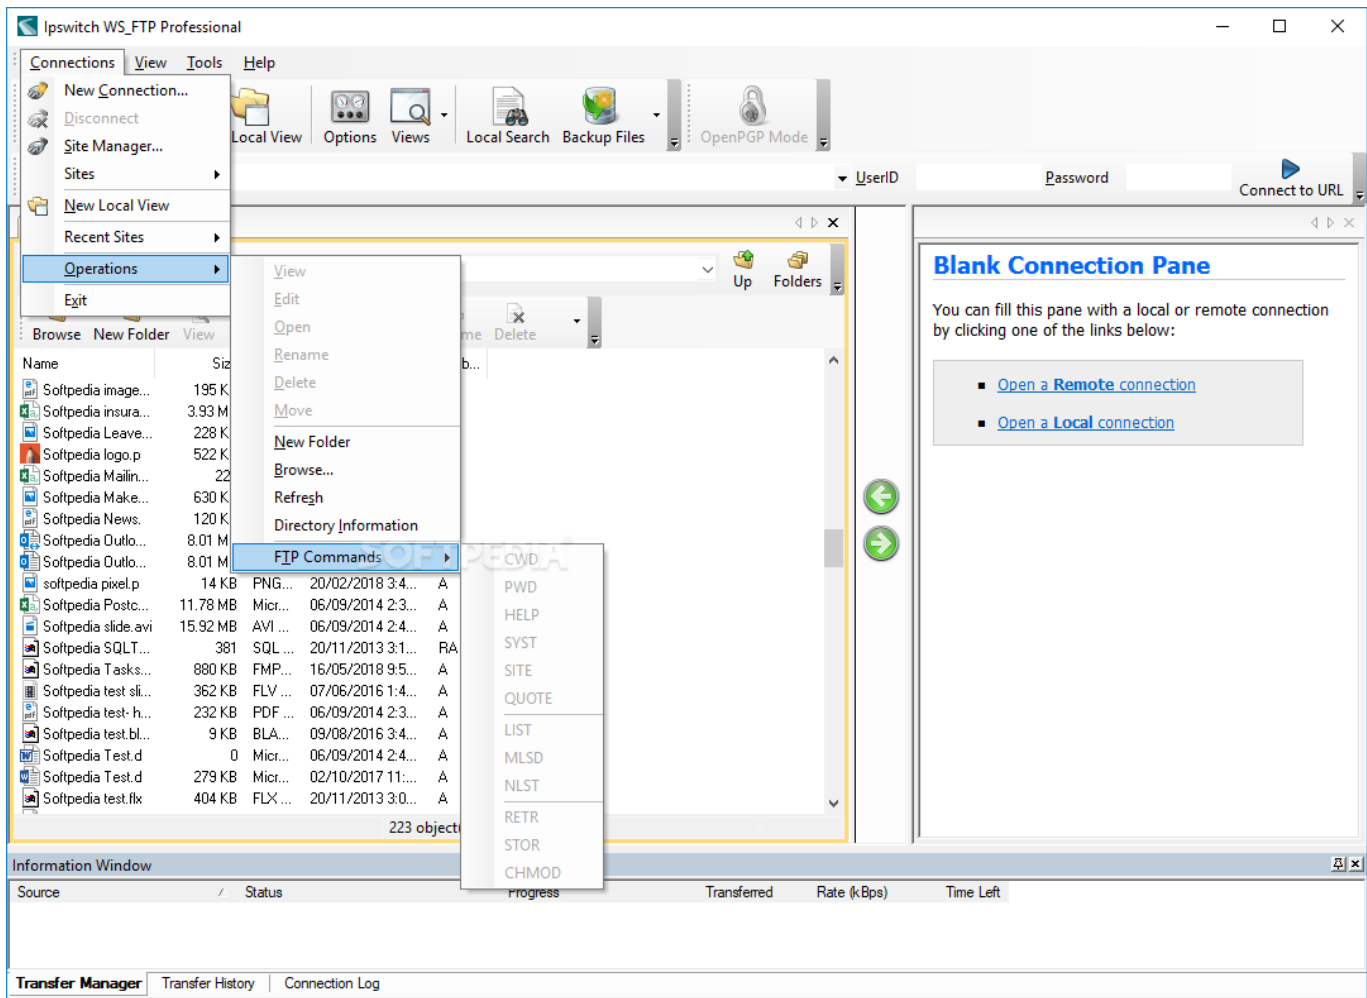 Ipswitch WS_FTP Professional
Connections View Tools Help
New Connection...
Disconnect
Site Manager...
Sites
New Local View
Recent Sites
Operations
Exit
Local View Options Views Local Search Backup Files OpenPGP Mode
UserID Password Connect to URL
Up Folders
Browse New Folder View Delete
View
Edit
Open
Rename
Delete
Move
New Folder
Browse...
Refresh
Directory Information
FTP Commands
CWD
PWD
HELP
SYST
SITE
QUOTE
LIST
MLSD
NLST
RETR
STOR
CHMOD
SOFTPEDIA
Name
Softpedia image... 195 K
Softpedia insura... 3.93 M
Softpedia Leave... 228 K
Softpedia logo.p 522 K
Softpedia Mailin... 22
Softpedia Make... 630 K
Softpedia News. 120 K
Softpedia Outlo... 8.01 M
Softpedia Outlo... 8.01 M
softpedia pixel.p 14 KB PNG... 20/02/2018 3:4... A
Softpedia Postc... 11.78 MB Micr... 06/09/2014 2:3... A
Softpedia slide.avi 15.92 MB AVI ... 06/09/2014 2:4... A
Softpedia SQLT... 381 SQL ... 20/11/2013 3:1... RA
Softpedia Tasks... 880 KB FMP... 16/05/2018 9:5... A
Softpedia test sli... 362 KB FLV ... 07/06/2016 1:4... A
Softpedia test- h... 232 KB PDF ... 06/09/2014 2:3... A
Softpedia test.bl... 9 KB BLA... 09/08/2016 3:4... A
Softpedia Test.d 0 Micr... 06/09/2014 2:4... A
Softpedia Test.d 279 KB Micr... 02/10/2017 11:... A
Softpedia test.flx 404 KB FLX ... 20/11/2013 3:0... A
223 object
Blank Connection Pane
You can fill this pane with a local or remote connection
by clicking one of the links below:
Open a Remote connection
Open a Local connection
Information Window
Source Status Progress Transferred Rate (kBps) Time Left
Transfer Manager Transfer History Connection Log